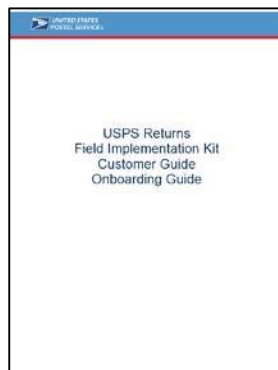 UNITED STATES
POSTAL SERVICE®
USPS Returns
Field Implementation Kit
Customer Guide
Onboarding Guide